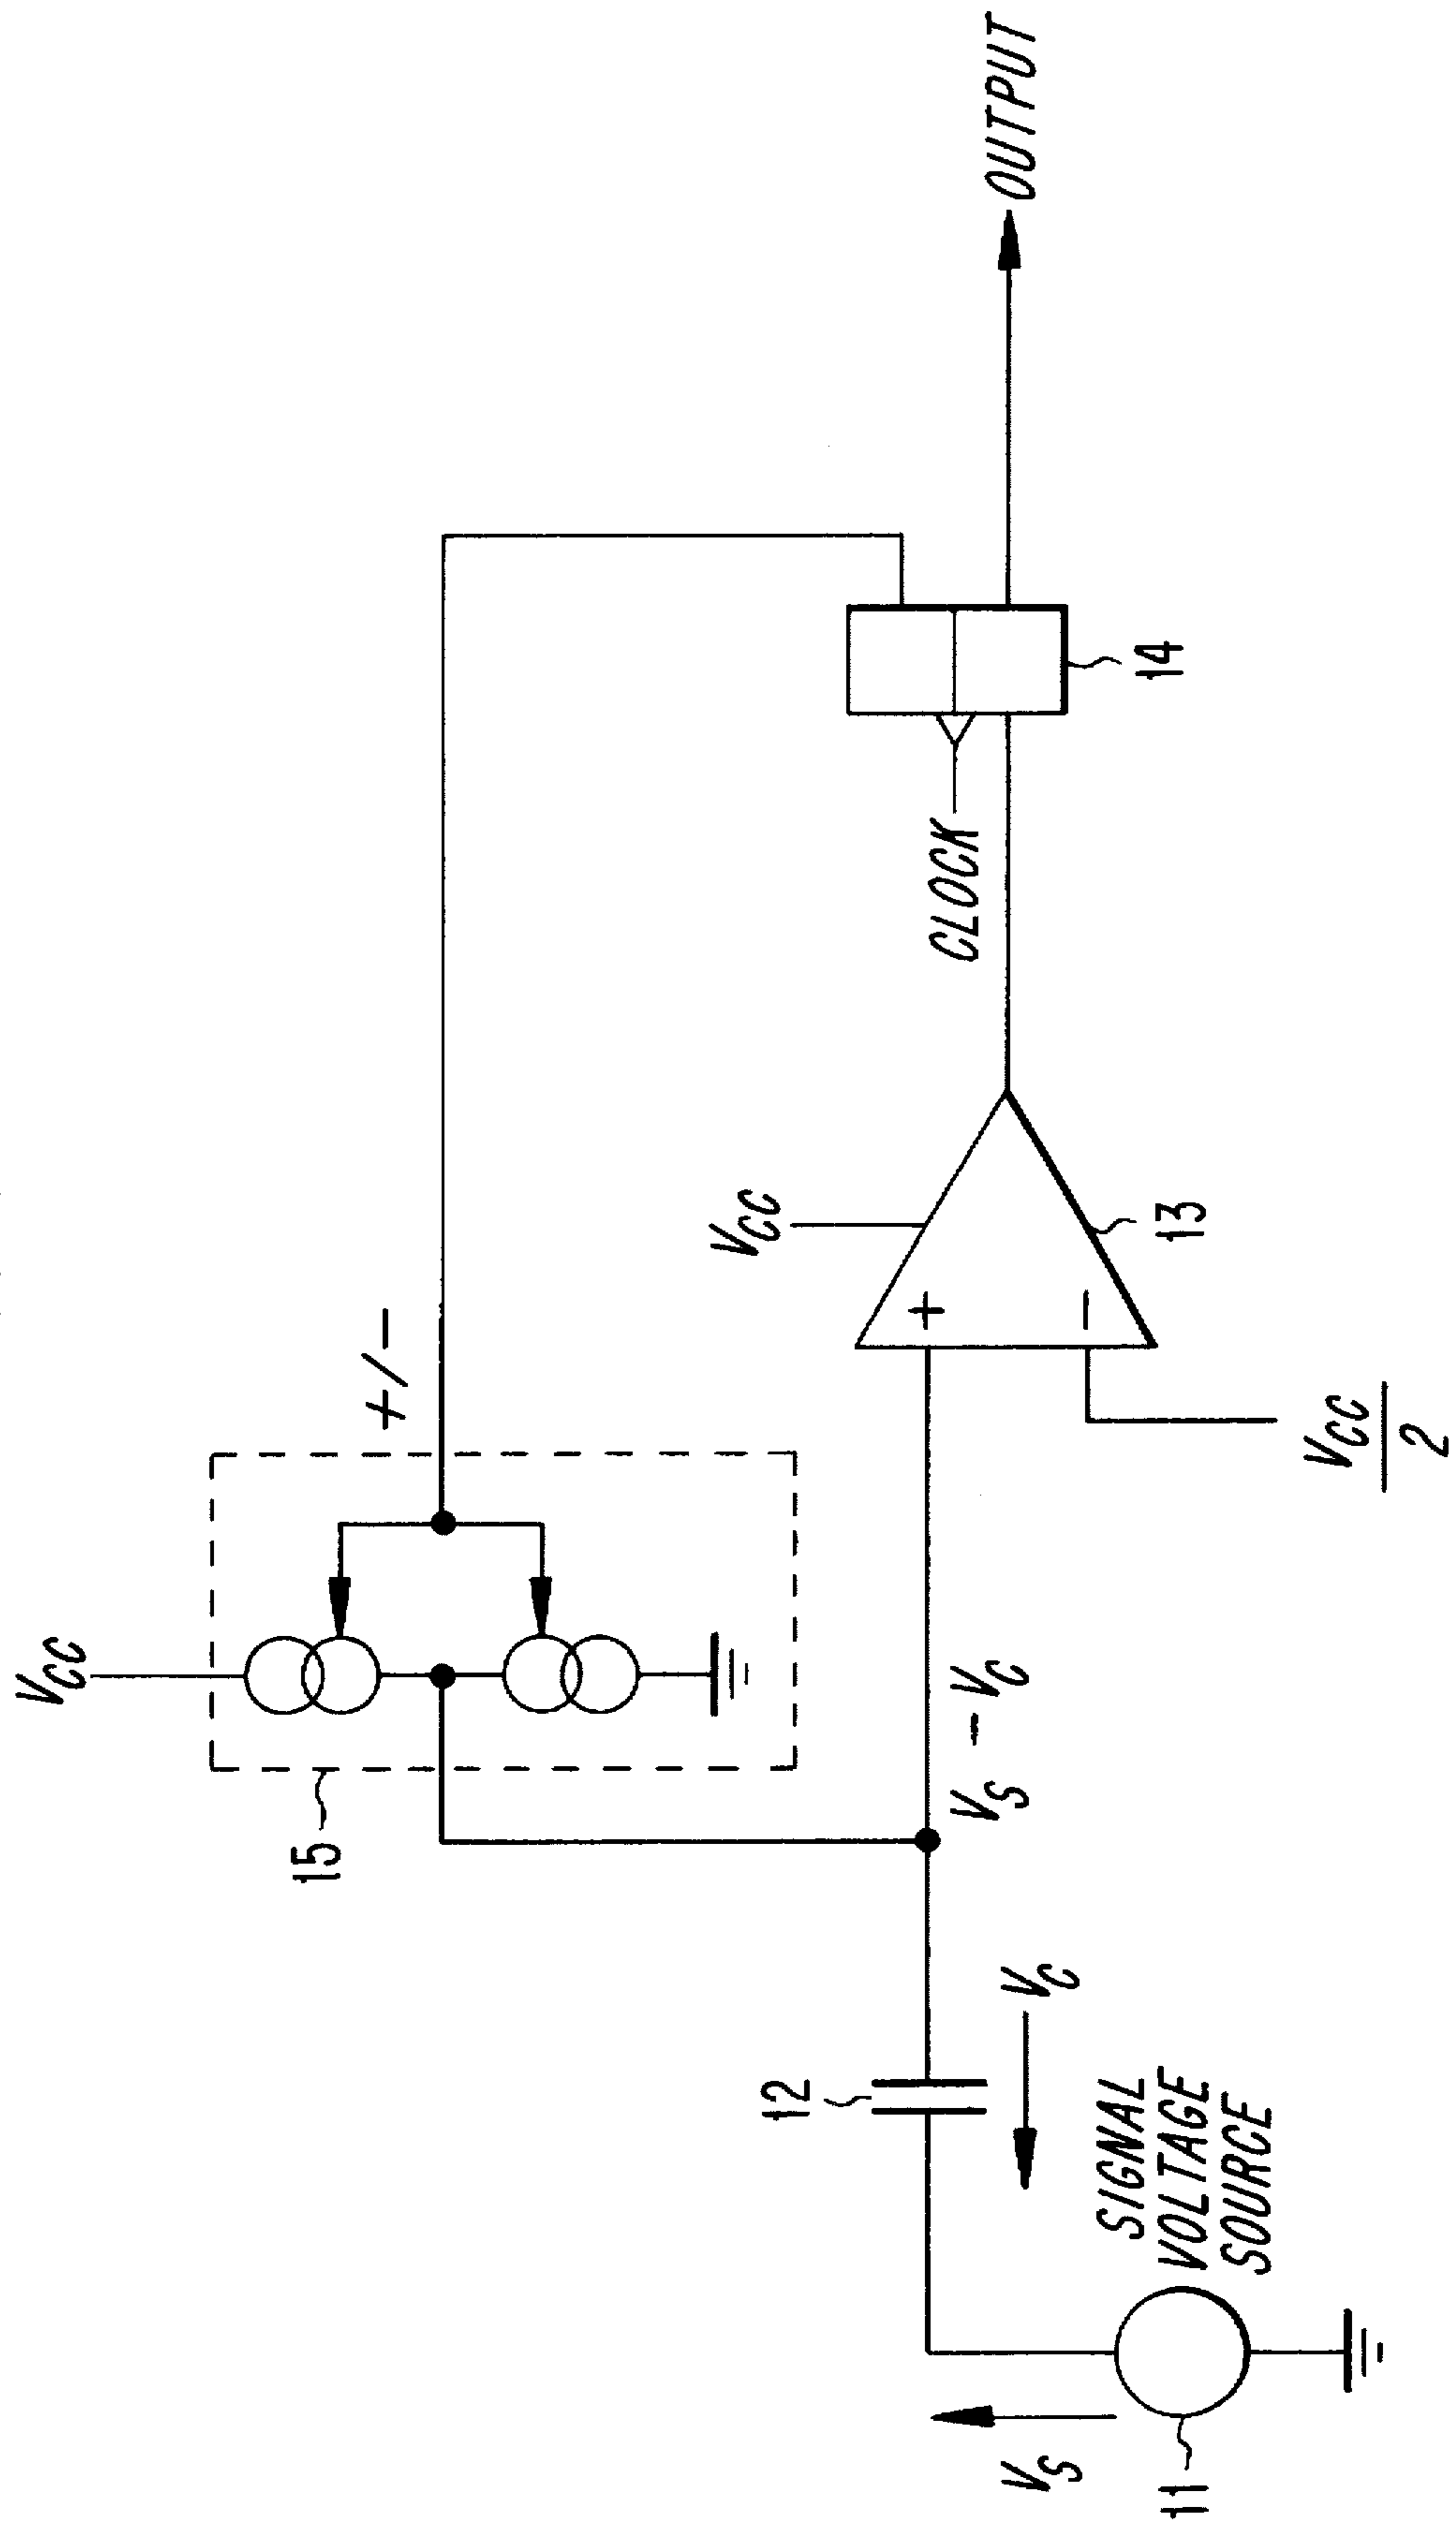 V_CC
15
+/-
V_CC
CLOCK
OUTPUT
14
13
+
-
V_CC
2
V_S - V_C
12
V_C
SIGNAL
VOLTAGE
SOURCE
V_S
11